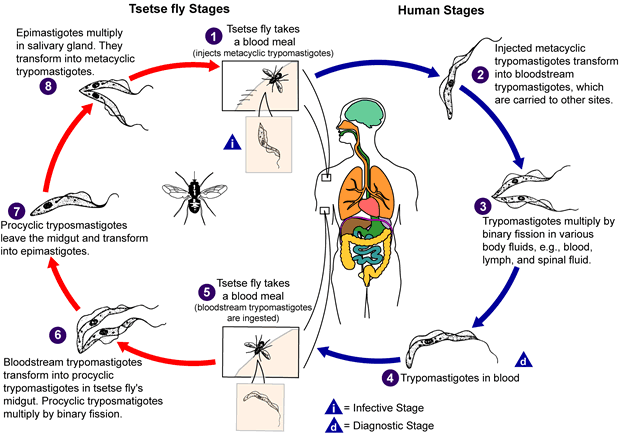 Tsetse fly Stages
Human Stages
1
Tsetse fly takes
a blood meal
(injects metacyclic trypomastigotes)
i
2
Injected metacyclic
trypomastigotes transform
into bloodstream
trypomastigotes, which
are carried to other sites.
3
Trypomastigotes multiply by
binary fission in various
body fluids, e.g., blood,
lymph, and spinal fluid.
d
4 Trypomastigotes in blood
5
Tsetse fly takes
a blood meal
(bloodstream trypomastigotes
are ingested)
6
Bloodstream trypomastigotes
transform into procyclic
trypomastigotes in tsetse fly's
midgut. Procyclic tryposmatigotes
multiply by binary fission.
7
Procyclic tryposmastigotes
leave the midgut and transform
into epimastigotes.
Epimastigotes multiply
in salivary gland. They
transform into metacyclic
trypomastigotes.
8
i = Infective Stage
d = Diagnostic Stage